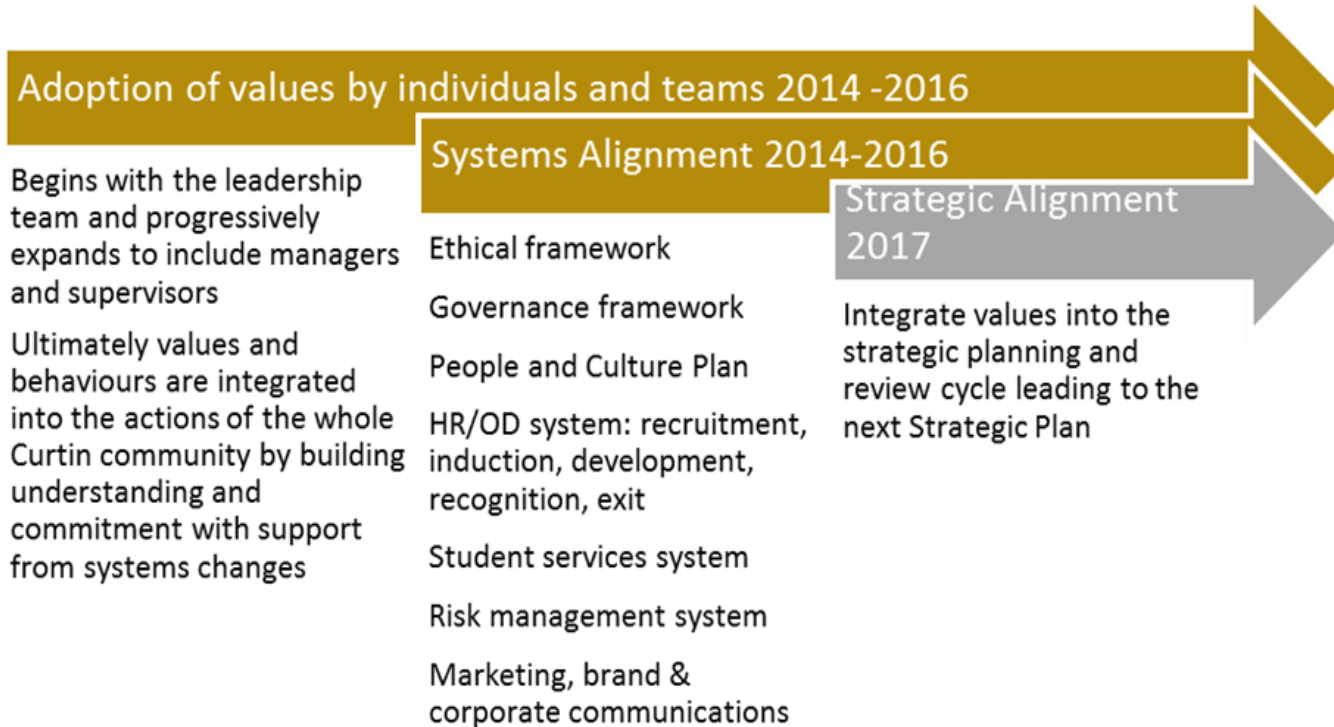 Adoption of values by individuals and teams 2014 -2016
Begins with the leadership
team and progressively
expands to include managers
and supervisors
Ultimately values and
behaviours are integrated
into the actions of the whole
Curtin community by building
understanding and
commitment with support
from systems changes
Systems Alignment 2014-2016
Ethical framework
Governance framework
People and Culture Plan
HR/OD system: recruitment,
induction, development,
recognition, exit
Student services system
Risk management system
Marketing, brand &
corporate communications
Strategic Alignment
2017
Integrate values into the
strategic planning and
review cycle leading to the
next Strategic Plan